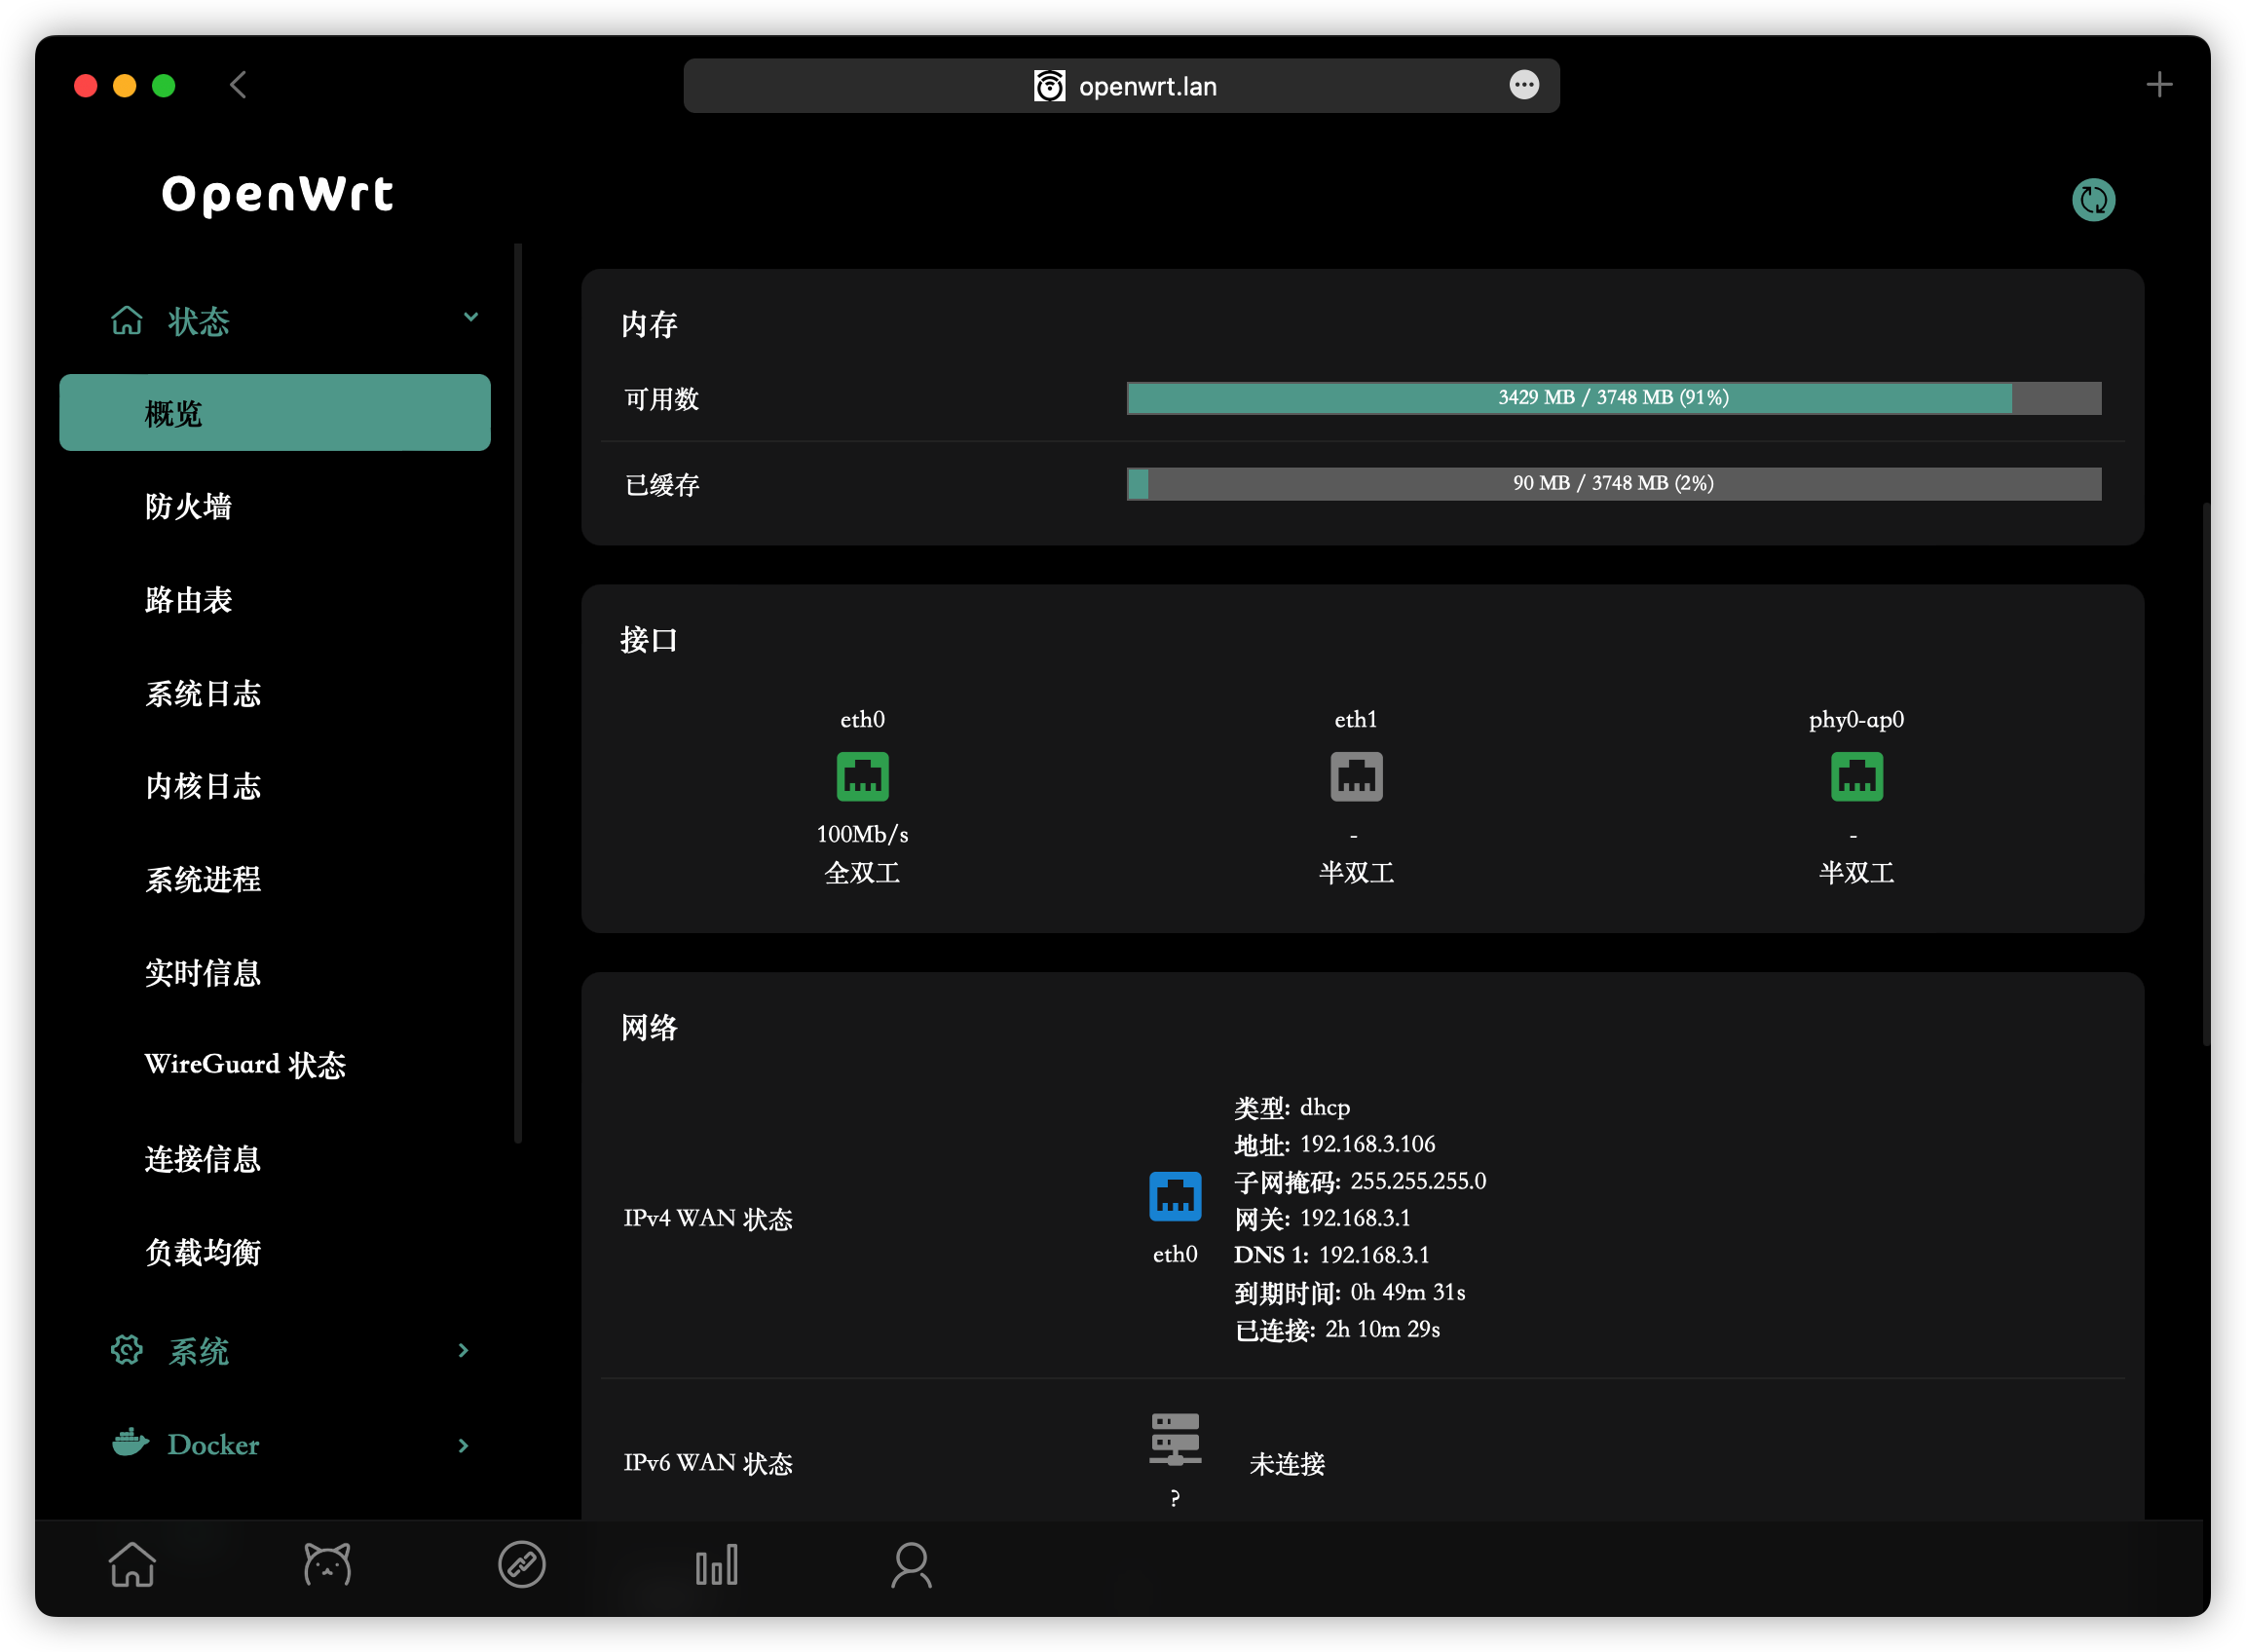 openwrt.lan
OpenWrt
状态
概览
防火墙
路由表
系统日志
内核日志
系统进程
实时信息
WireGuard 状态
连接信息
负载均衡
系统
Docker
内存
可用数
3429 MB / 3748 MB (91%)
已缓存
90 MB / 3748 MB (2%)
接口
eth0
100Mb/s
全双工
eth1
-
半双工
phy0-ap0
-
半双工
网络
IPv4 WAN 状态
eth0
类型: dhcp
地址: 192.168.3.106
子网掩码: 255.255.255.0
网关: 192.168.3.1
DNS 1: 192.168.3.1
到期时间: 0h 49m 31s
已连接: 2h 10m 29s
IPv6 WAN 状态
?
未连接